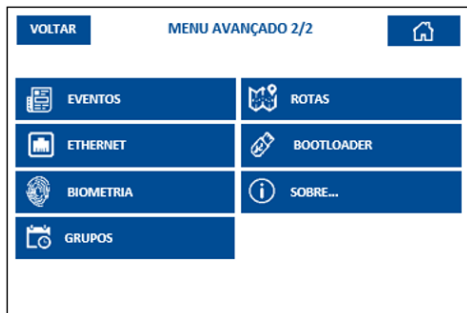 VOLTAR
MENU AVANÇADO 2/2
EVENTOS
ROTAS
ETHERNET
BOOTLOADER
BIOMETRIA
SOBRE...
GRUPOS